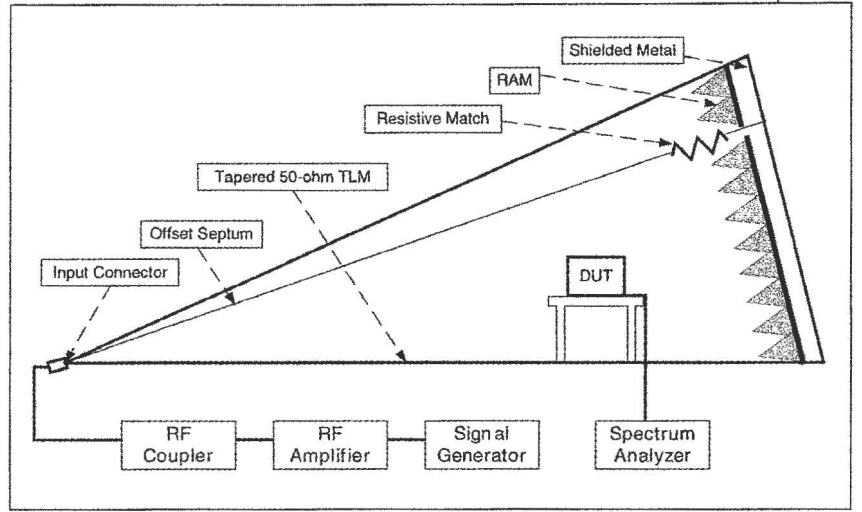 Shielded Metal
RAM
Resistive Match
Tapered 50-ohm TLM
Offset Septum
Input Connector
DUT
RF
Coupler
RF
Amplifier
Signal
Generator
Spectrum
Analyzer